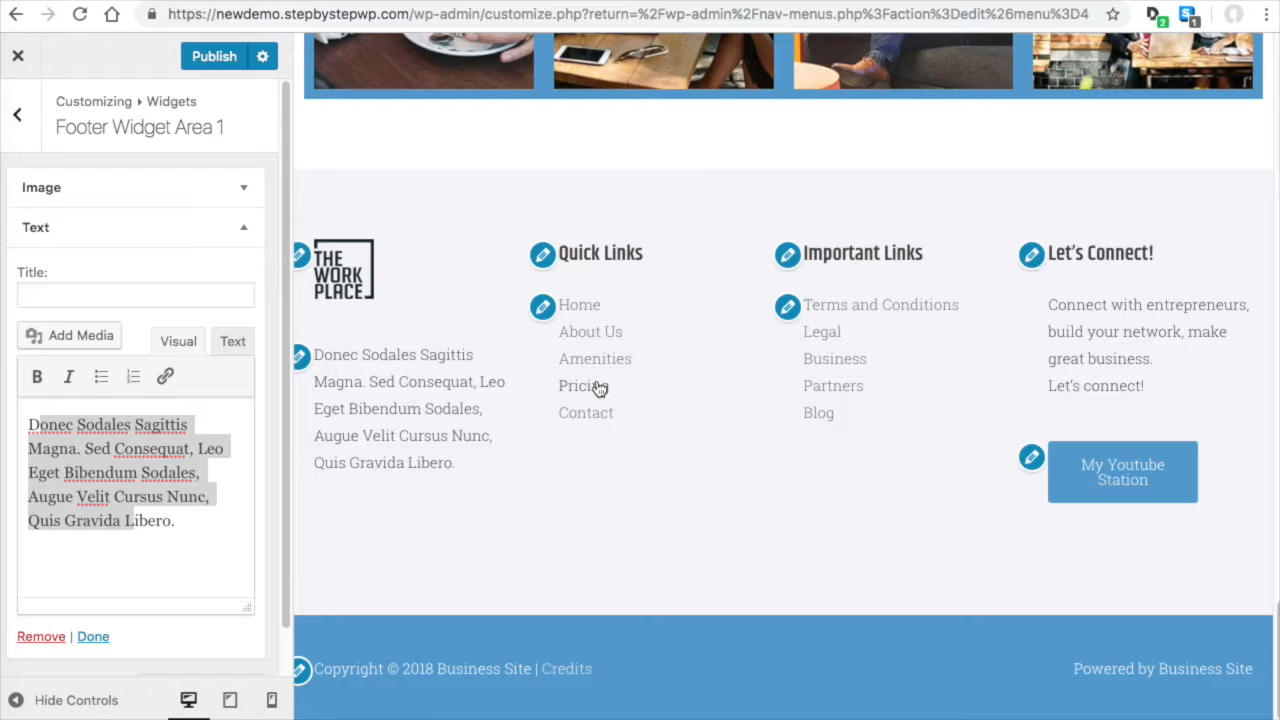 https://newdemo.stepbystepwp.com/wp-admin/customize.php?return=%2Fwp-admin%2Fnav-menus.php%3Faction%3Dedit%26menu%3D4
2
1
Publish
Customizing ▸ Widgets
Footer Widget Area 1
Image
Text
Title:
Add Media
Visual
Text
B I
Donec Sodales Sagittis
Magna. Sed Consequat, Leo
Eget Bibendum Sodales,
Augue Velit Cursus Nunc,
Quis Gravida Libero.
Remove | Done
Hide Controls
THE
WORK
PLACE
Donec Sodales Sagittis
Magna. Sed Consequat, Leo
Eget Bibendum Sodales,
Augue Velit Cursus Nunc,
Quis Gravida Libero.
Quick Links
Home
About Us
Amenities
Pricing
Contact
Important Links
Terms and Conditions
Legal
Business
Partners
Blog
Let's Connect!
Connect with entrepreneurs,
build your network, make
great business.
Let's connect!
My Youtube
Station
Copyright © 2018 Business Site | Credits
Powered by Business Site